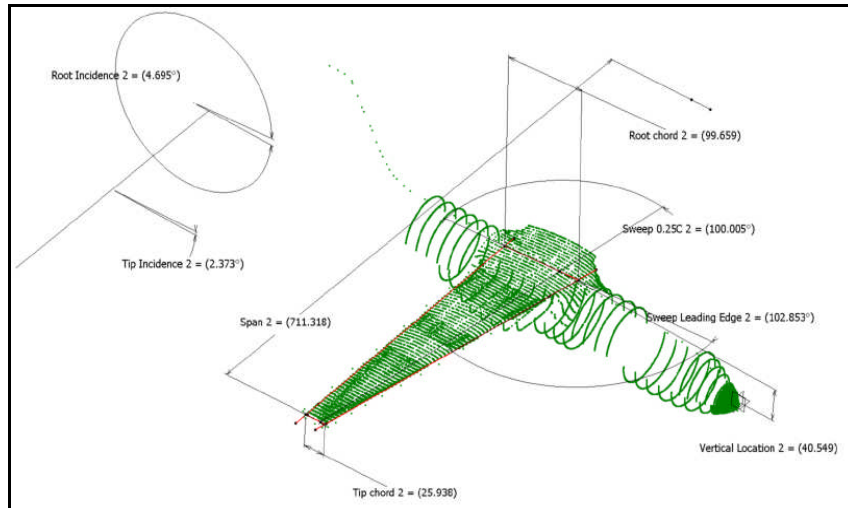 Root Incidence 2 = (4.695°)
Root chord 2 = (99.659)
Sweep 0.25C 2 = (100.005°)
Tip Incidence 2 = (2.373°)
Span 2 = (711.318)
Sweep Leading Edge 2 = (102.853°)
Vertical Location 2 = (40.549)
Tip chord 2 = (25.938)